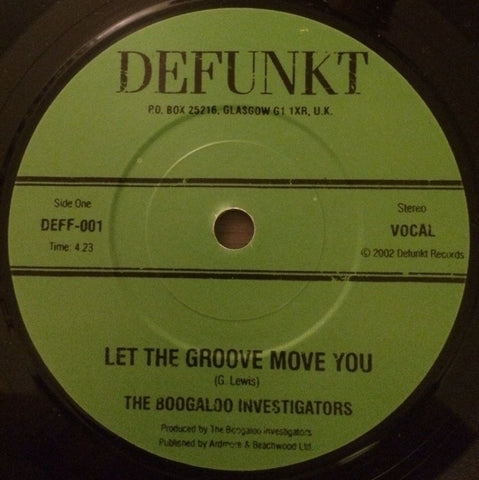 DEFUNKT
P.O. BOX 25216, GLASGOW G1 1XR, U.K.
Side One
DEFF-001
Time: 4.23
Stereo
VOCAL
© 2002 Defunkt Records
LET THE GROOVE MOVE YOU
(G. Lewis)
THE BOOGALOO INVESTIGATORS
Produced by The Boogaloo Investigators
Published by Ardmore & Beachwood Ltd.